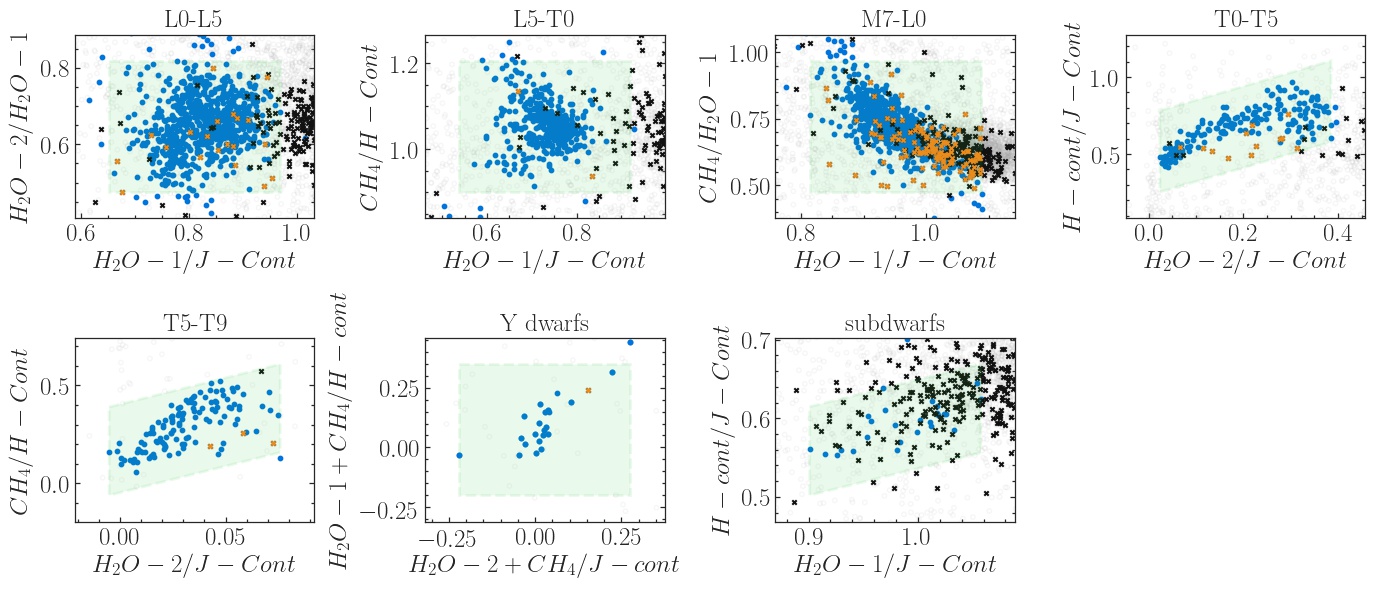 L0-L5
H₂O − 2/H₂O − 1
0.8
0.6
0.6 0.8 1.0
H₂O − 1/J − Cont
L5-T0
CH₄/H − Cont
1.2
1.0
0.6 0.8
H₂O − 1/J − Cont
M7-L0
CH₄/H₂O − 1
1.00
0.75
0.50
0.8 1.0
H₂O − 1/J − Cont
T0-T5
H − cont/J − Cont
1.0
0.5
0.0 0.2 0.4
H₂O − 2/J − Cont
T5-T9
CH₄/H − Cont
0.5
0.0
0.00 0.05
H₂O − 2/J − Cont
Y dwarfs
H₂O − 1 + CH₄/H − cont
0.25
0.00
−0.25
−0.25 0.00 0.25
H₂O − 2 + CH₄/J − cont
subdwarfs
H − cont/J − Cont
0.7
0.6
0.5
0.9 1.0
H₂O − 1/J − Cont